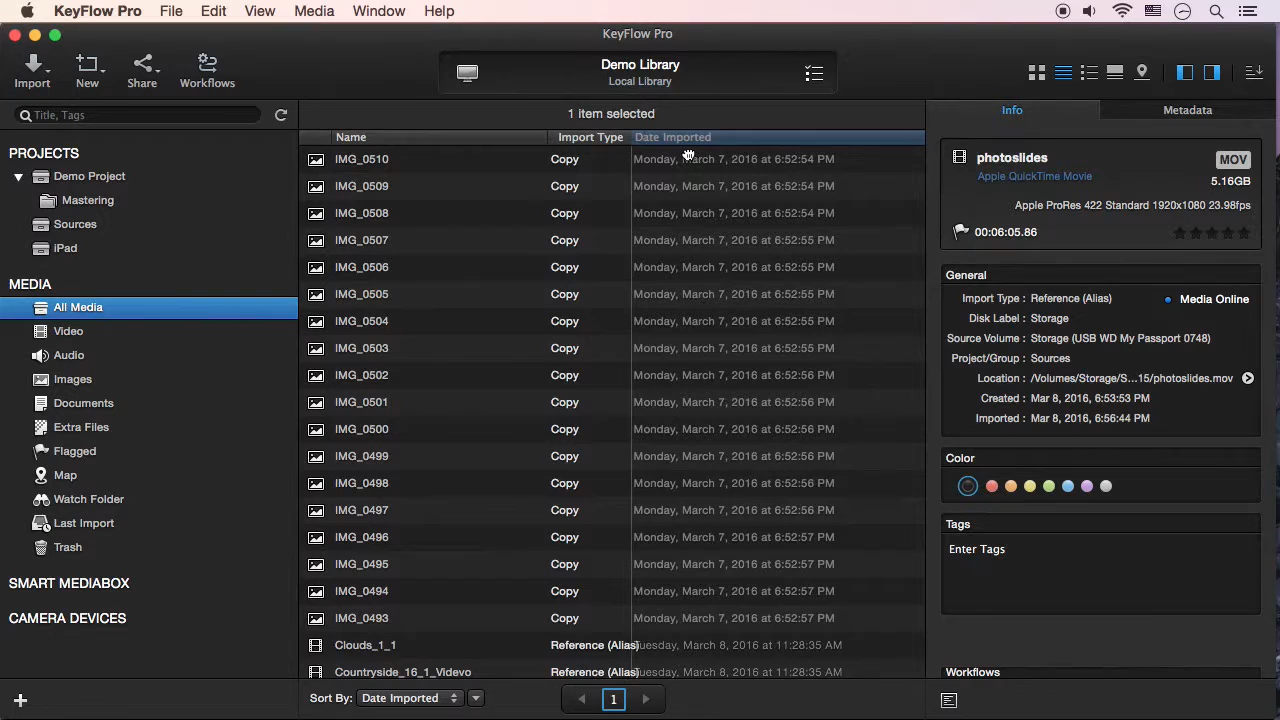 KeyFlow Pro File Edit View Media Window Help
KeyFlow Pro
Import New Share Workflows
Demo Library
Local Library
Title, Tags
1 item selected
Info Metadata
PROJECTS
Demo Project
Mastering
Sources
iPad
MEDIA
All Media
Video
Audio
Images
Documents
Extra Files
Flagged
Map
Watch Folder
Last Import
Trash
SMART MEDIABOX
CAMERA DEVICES
Name Import Type Date Imported
IMG_0510 Copy Monday, March 7, 2016 at 6:52:54 PM
IMG_0509 Copy Monday, March 7, 2016 at 6:52:54 PM
IMG_0508 Copy Monday, March 7, 2016 at 6:52:54 PM
IMG_0507 Copy Monday, March 7, 2016 at 6:52:55 PM
IMG_0506 Copy Monday, March 7, 2016 at 6:52:55 PM
IMG_0505 Copy Monday, March 7, 2016 at 6:52:55 PM
IMG_0504 Copy Monday, March 7, 2016 at 6:52:55 PM
IMG_0503 Copy Monday, March 7, 2016 at 6:52:55 PM
IMG_0502 Copy Monday, March 7, 2016 at 6:52:56 PM
IMG_0501 Copy Monday, March 7, 2016 at 6:52:56 PM
IMG_0500 Copy Monday, March 7, 2016 at 6:52:56 PM
IMG_0499 Copy Monday, March 7, 2016 at 6:52:56 PM
IMG_0498 Copy Monday, March 7, 2016 at 6:52:56 PM
IMG_0497 Copy Monday, March 7, 2016 at 6:52:56 PM
IMG_0496 Copy Monday, March 7, 2016 at 6:52:57 PM
IMG_0495 Copy Monday, March 7, 2016 at 6:52:57 PM
IMG_0494 Copy Monday, March 7, 2016 at 6:52:57 PM
IMG_0493 Copy Monday, March 7, 2016 at 6:52:57 PM
Clouds_1_1 Reference (Alias) Tuesday, March 8, 2016 at 11:28:35 AM
Countryside_16_1_Videvo Reference (Alias) Tuesday, March 8, 2016 at 11:28:35 AM
Sort By: Date Imported 1
photoslides MOV
Apple QuickTime Movie 5.16GB
Apple ProRes 422 Standard 1920x1080 23.98fps
00:06:05.86
General
Import Type : Reference (Alias) Media Online
Disk Label : Storage
Source Volume : Storage (USB WD My Passport 0748)
Project/Group : Sources
Location : /Volumes/Storage/S...15/photoslides.mov
Created : Mar 8, 2016, 6:53:53 PM
Imported : Mar 8, 2016, 6:56:44 PM
Color
Tags
Enter Tags
Workflows